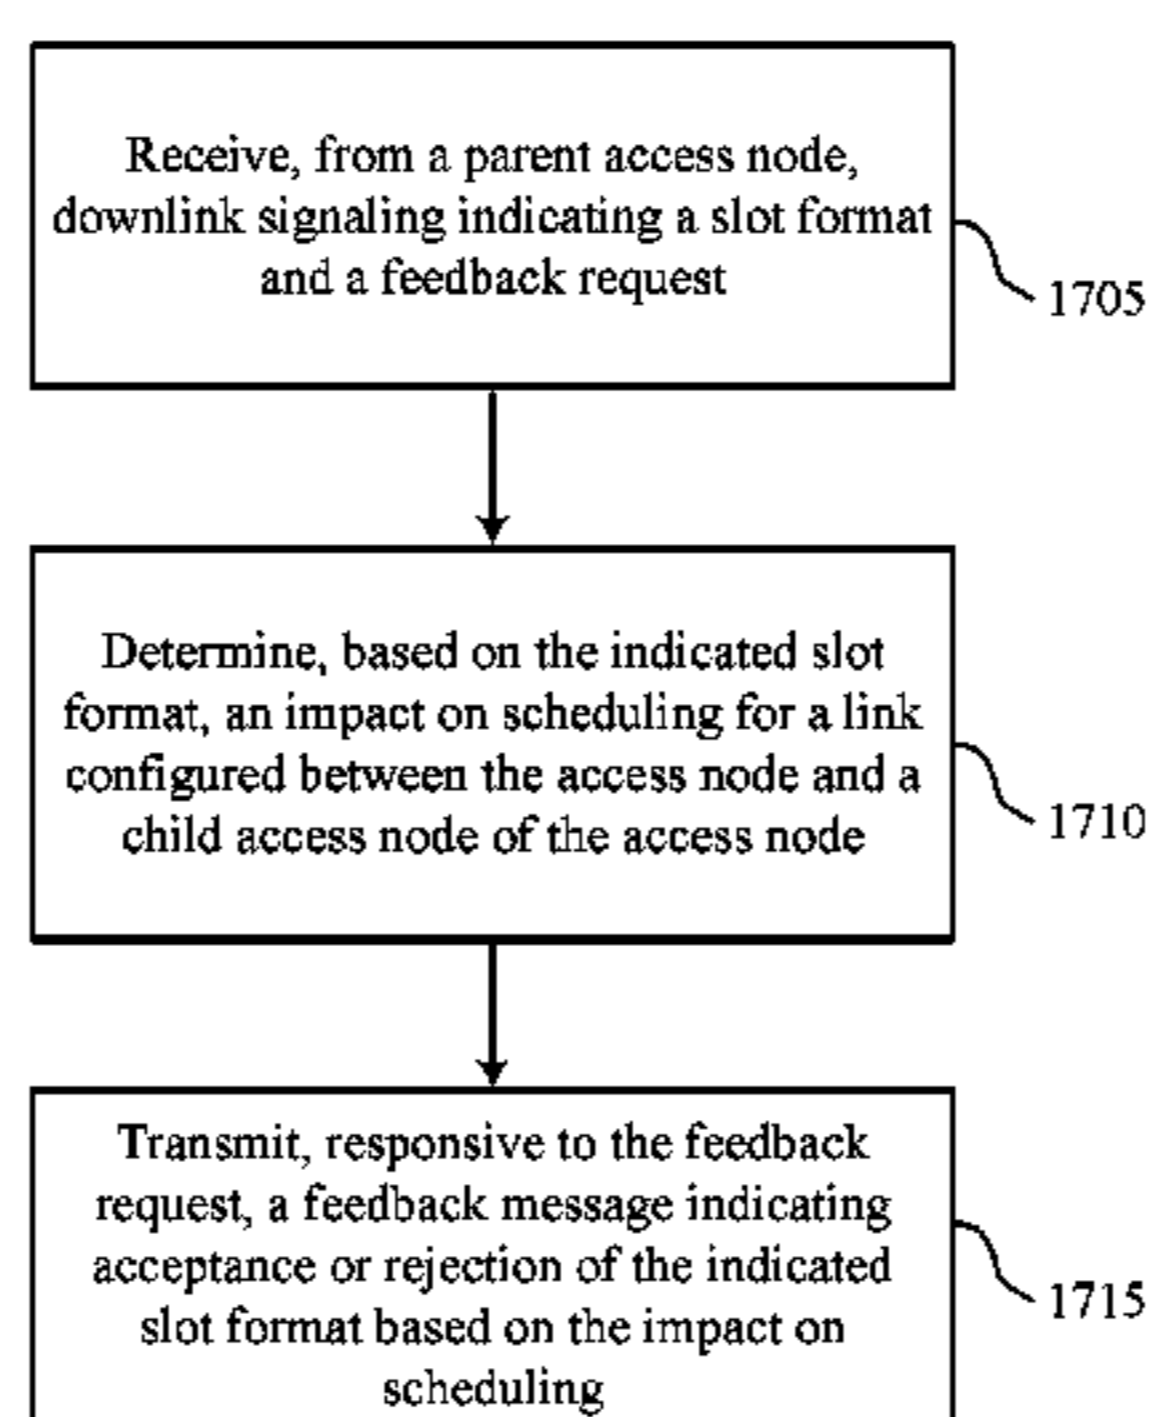 Receive, from a parent access node,
downlink signaling indicating a slot format
and a feedback request
1705
Determine, based on the indicated slot
format, an impact on scheduling for a link
configured between the access node and a
child access node of the access node
1710
Transmit, responsive to the feedback
request, a feedback message indicating
acceptance or rejection of the indicated
slot format based on the impact on
scheduling
1715